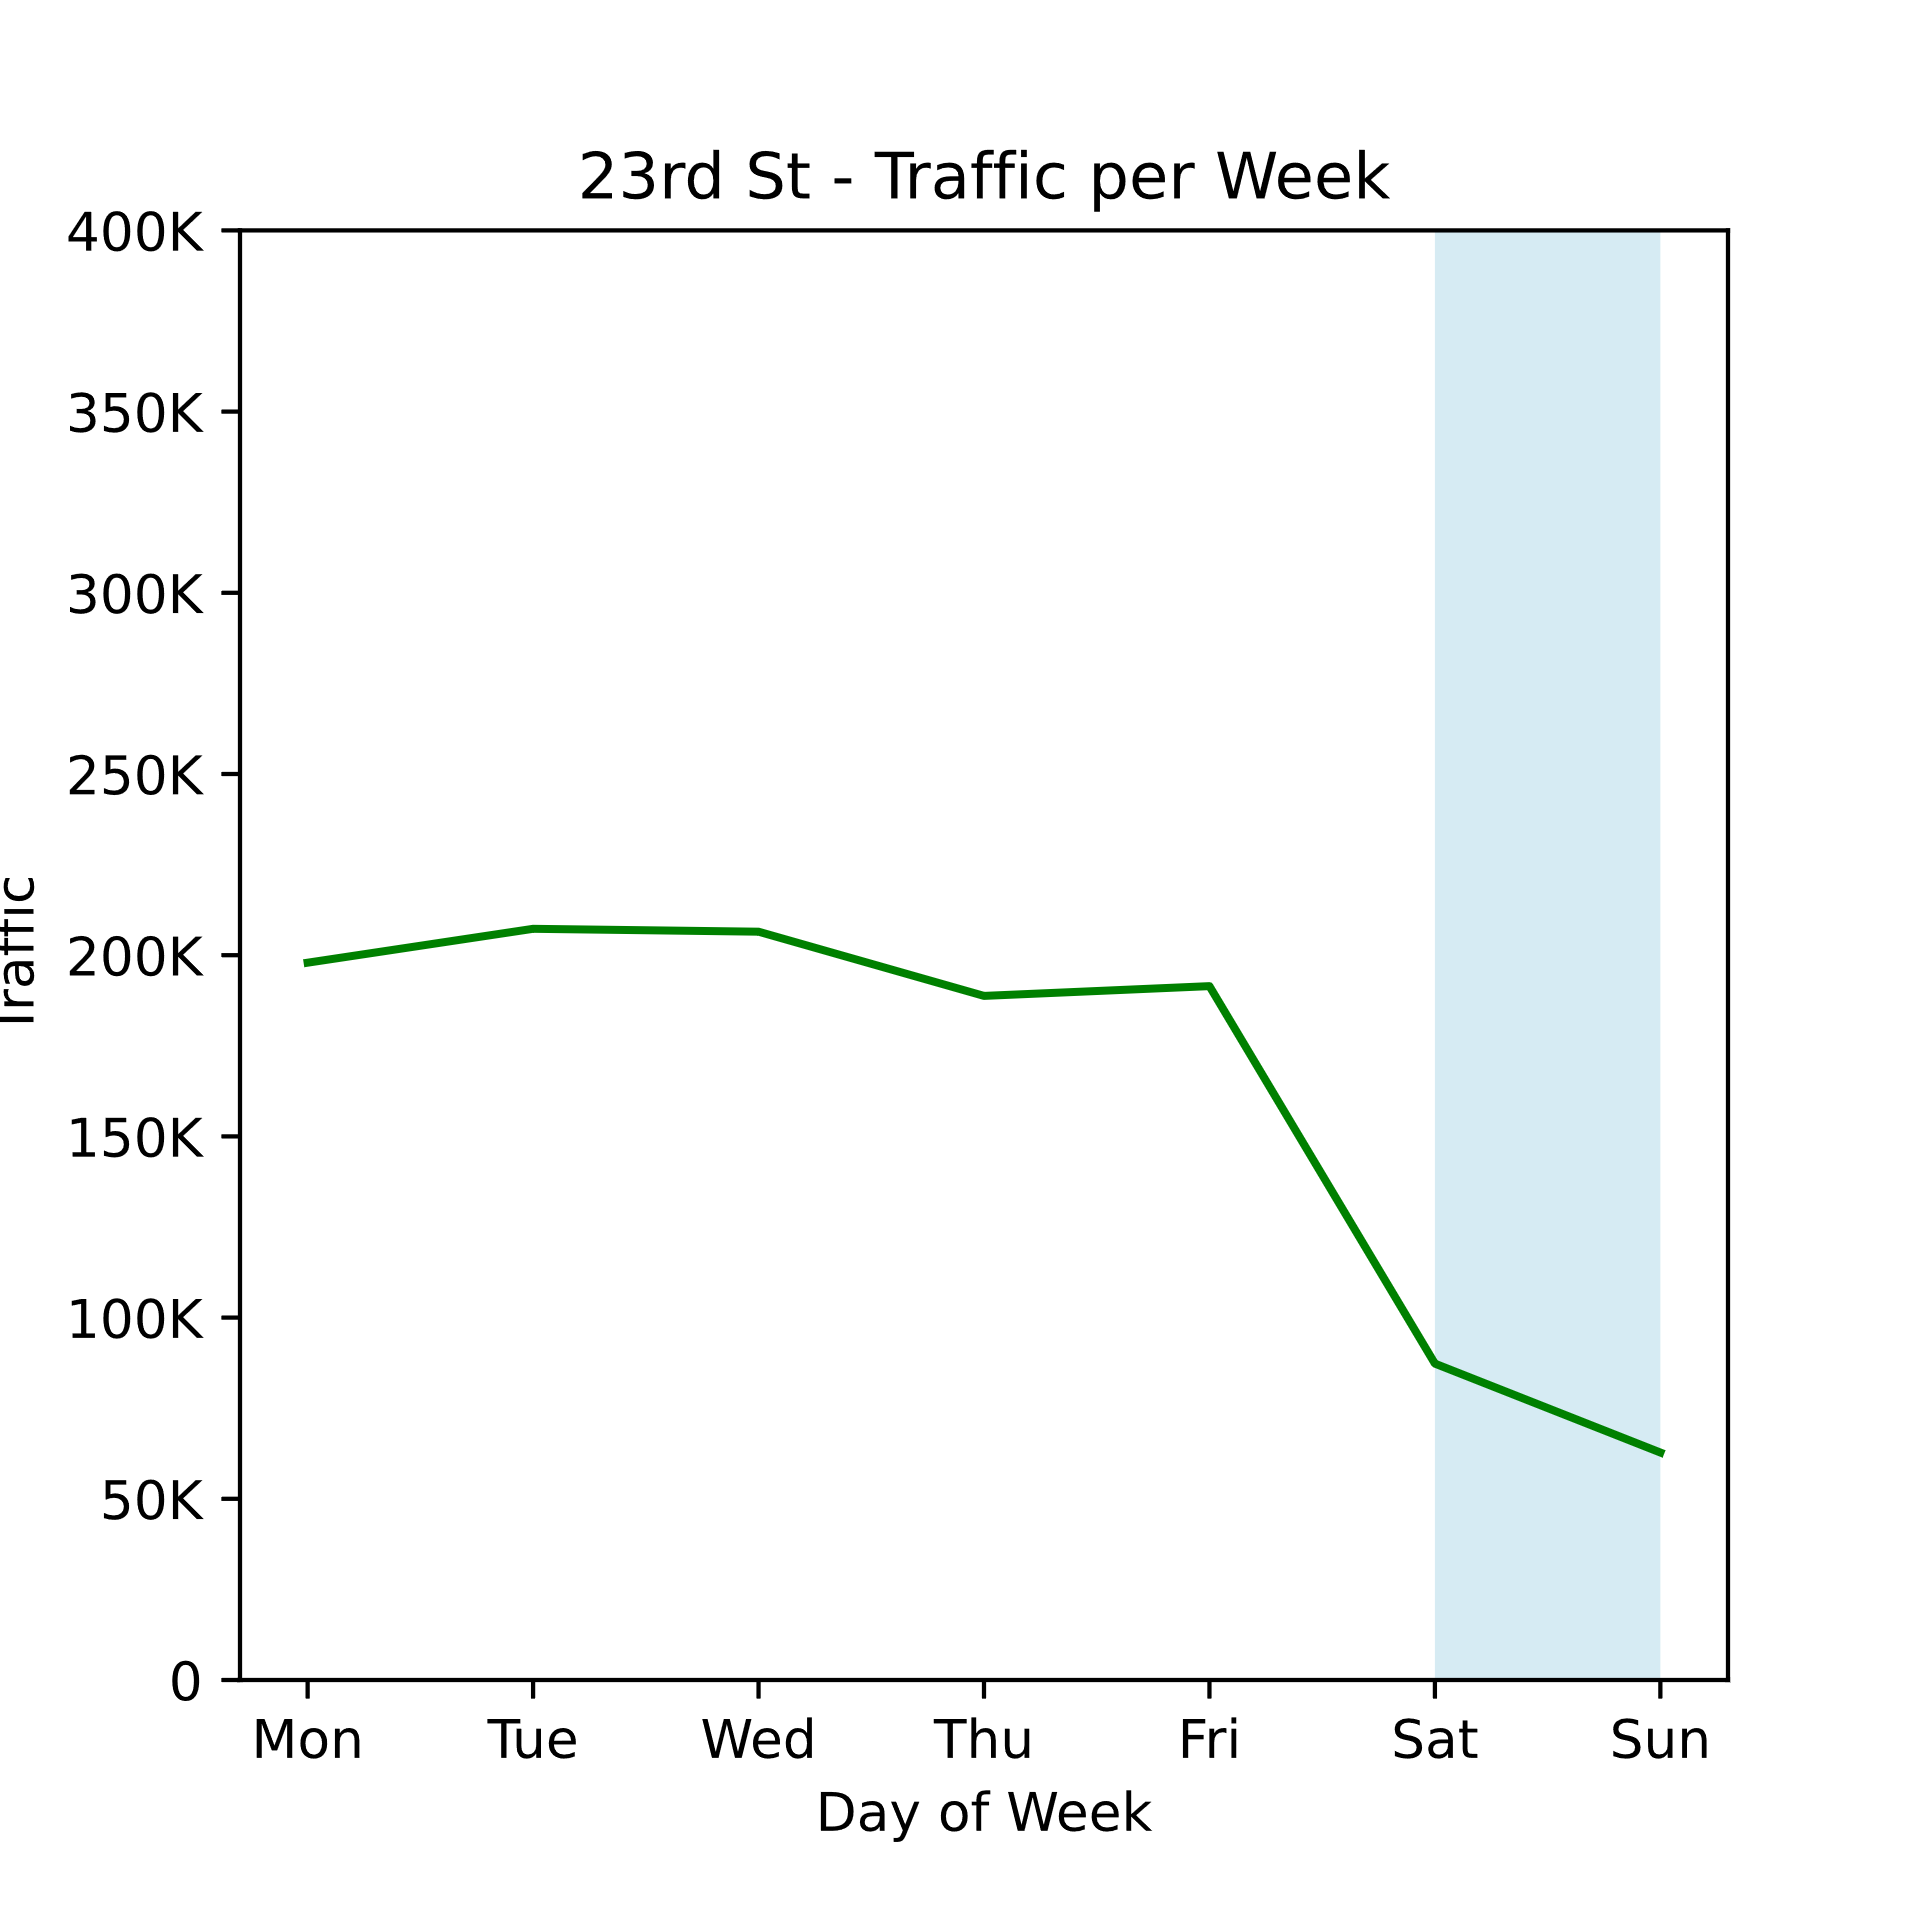 23rd St - Traffic per Week
400K
350K
300K
250K
200K
150K
100K
50K
0
Traffic
Mon Tue Wed Thu Fri Sat Sun
Day of Week